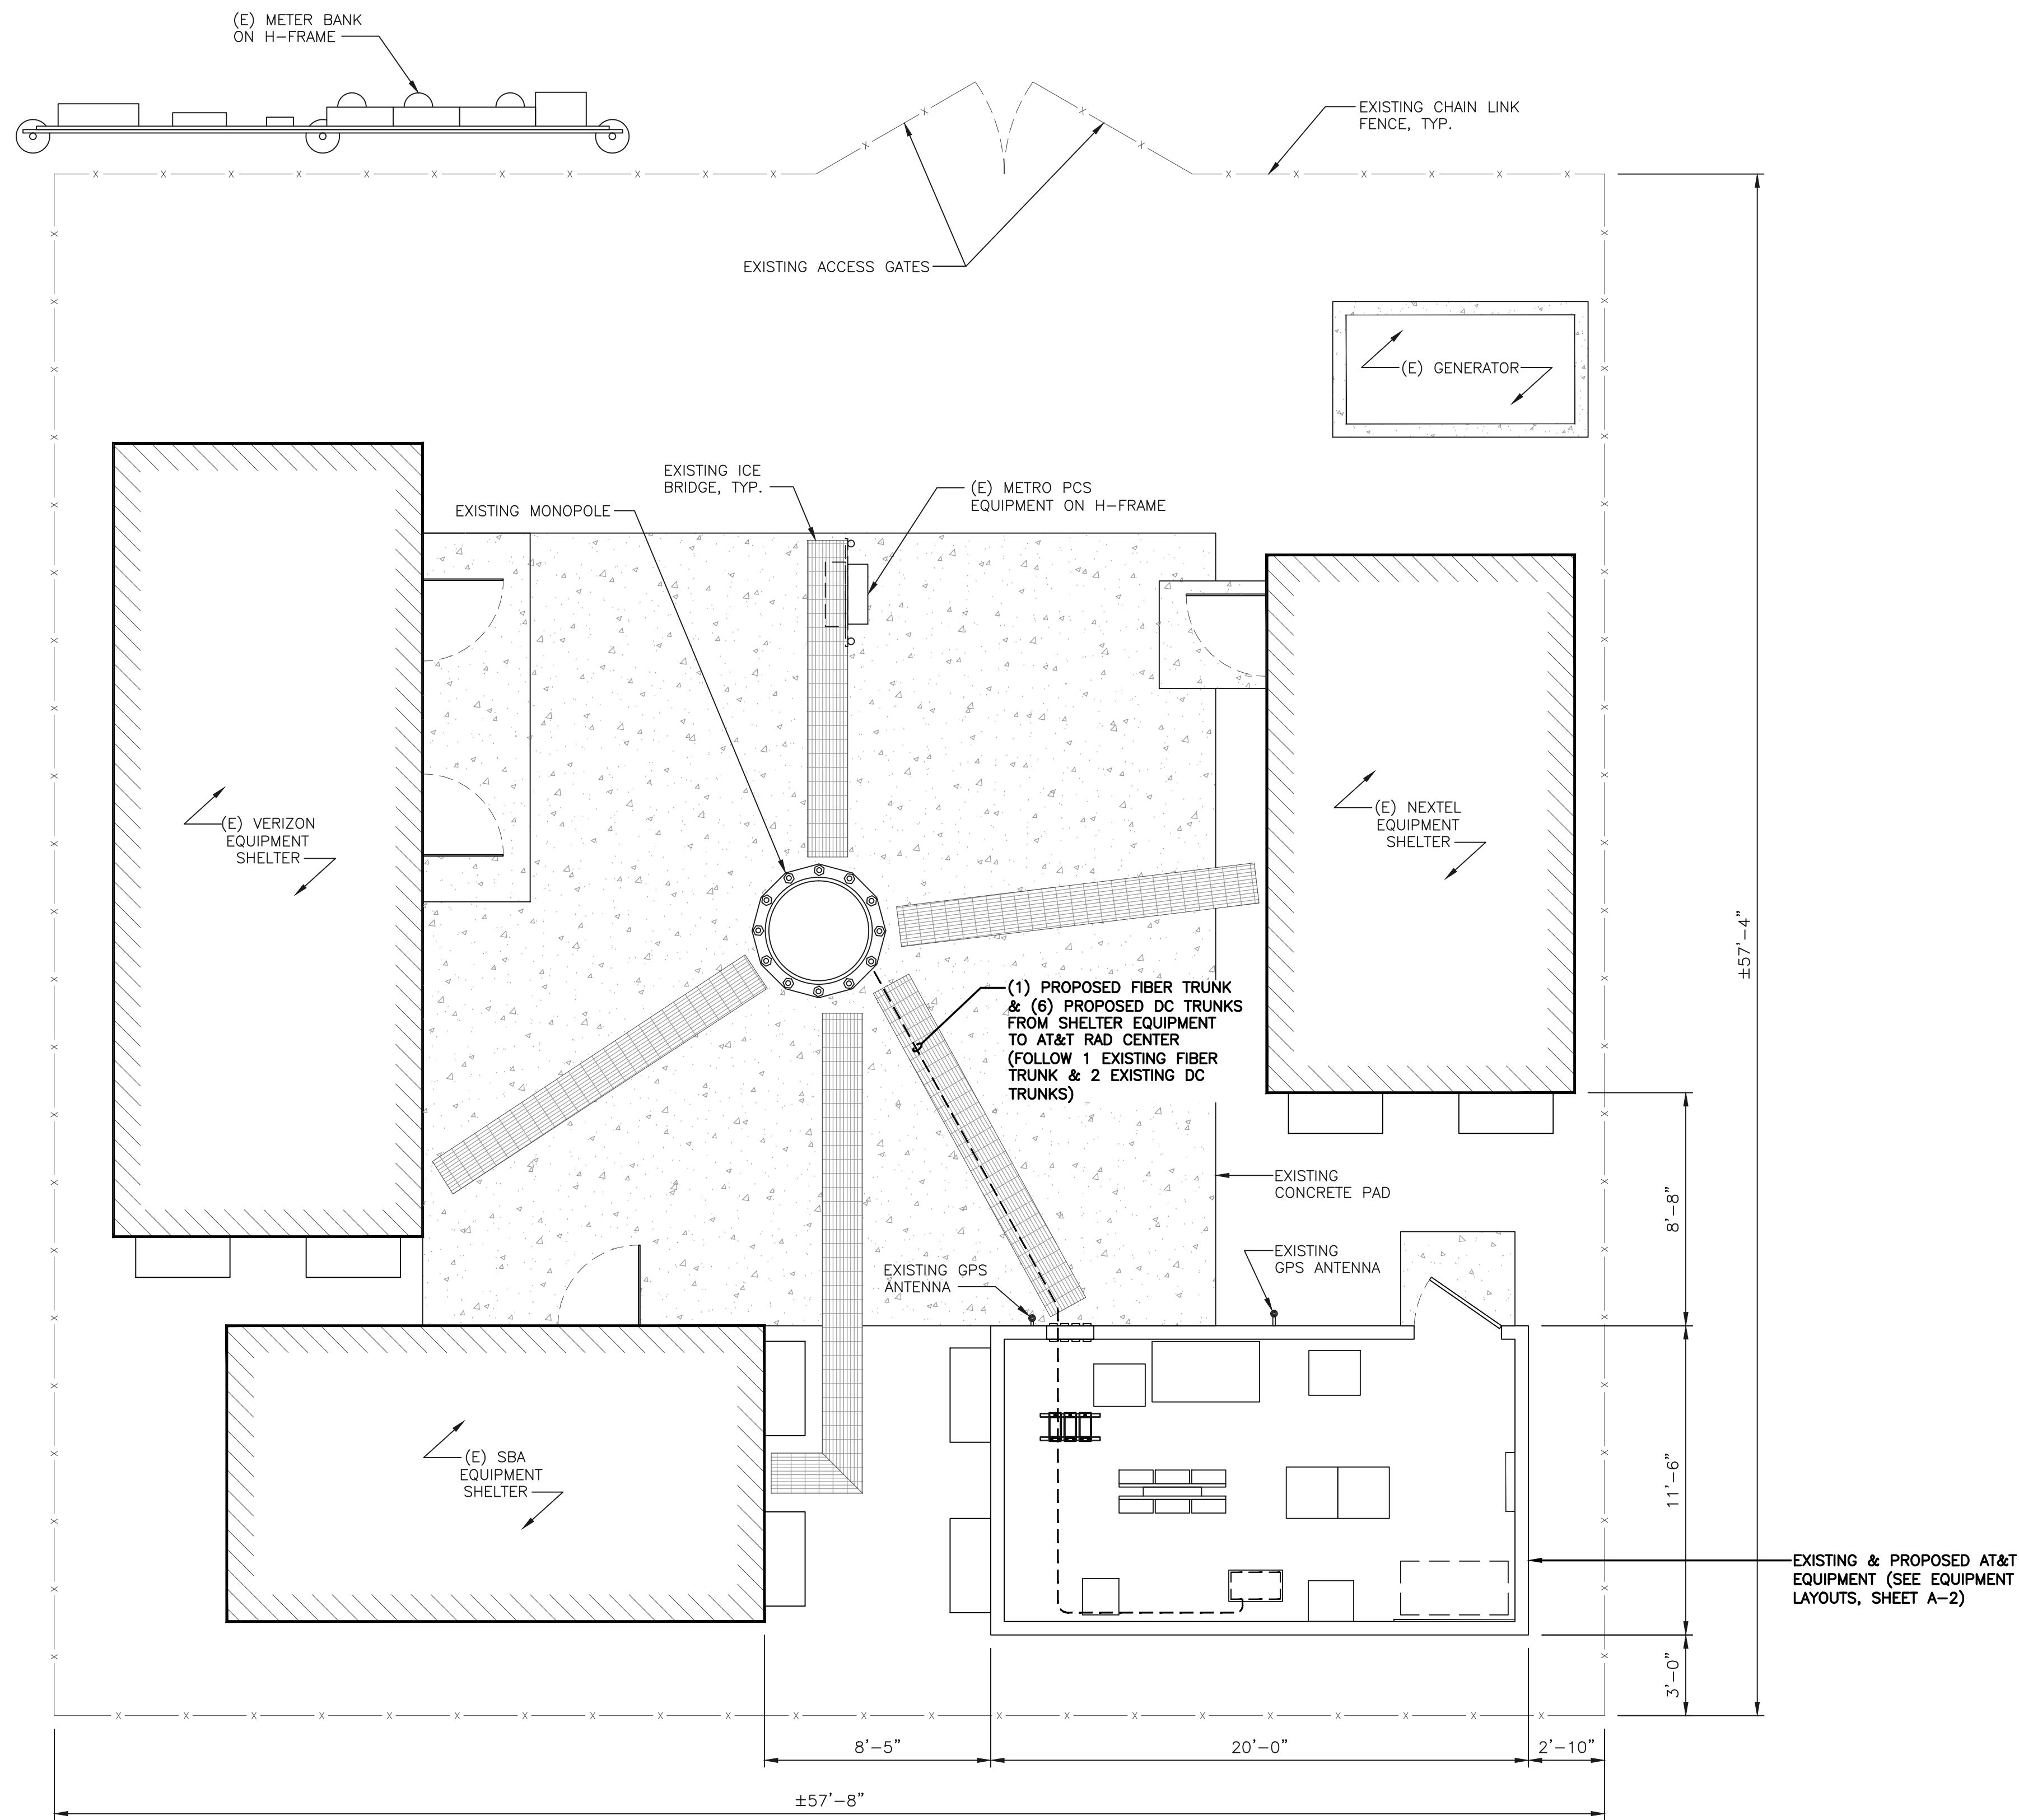 (E) METER BANK
ON H-FRAME
EXISTING CHAIN LINK
FENCE, TYP.
EXISTING ACCESS GATES
(E) GENERATOR
EXISTING ICE
BRIDGE, TYP.
(E) METRO PCS
EQUIPMENT ON H-FRAME
EXISTING MONOPOLE
(E) VERIZON
EQUIPMENT
SHELTER
(E) NEXTEL
EQUIPMENT
SHELTER
±57'-4"
(1) PROPOSED FIBER TRUNK
& (6) PROPOSED DC TRUNKS
FROM SHELTER EQUIPMENT
TO AT&T RAD CENTER
(FOLLOW 1 EXISTING FIBER
TRUNK & 2 EXISTING DC
TRUNKS)
EXISTING
CONCRETE PAD
8'-8"
EXISTING GPS
ANTENNA
EXISTING
GPS ANTENNA
(E) SBA
EQUIPMENT
SHELTER
11'-6"
EXISTING & PROPOSED AT&T
EQUIPMENT (SEE EQUIPMENT
LAYOUTS, SHEET A-2)
3'-0"
8'-5"
20'-0"
2'-10"
±57'-8"